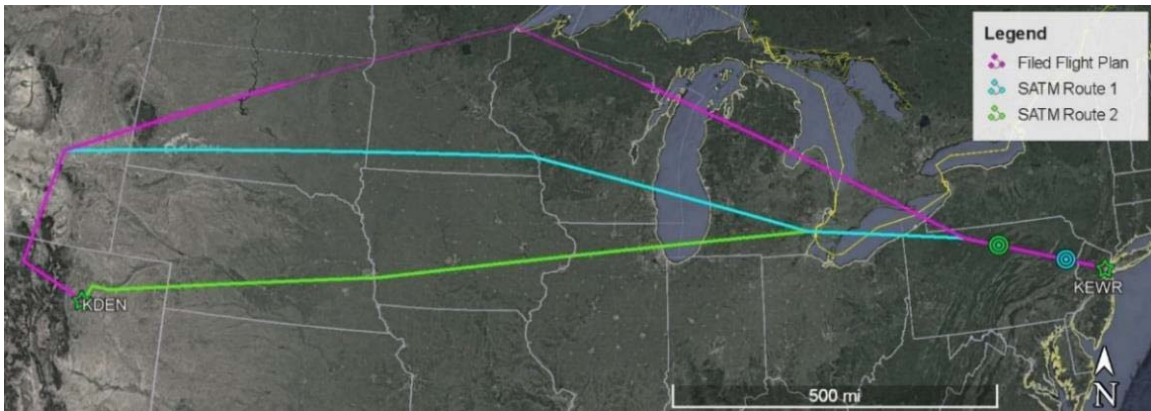 Legend
Filed Flight Plan
SATM Route 1
SATM Route 2
KDEN
KEWR
500 mi
N